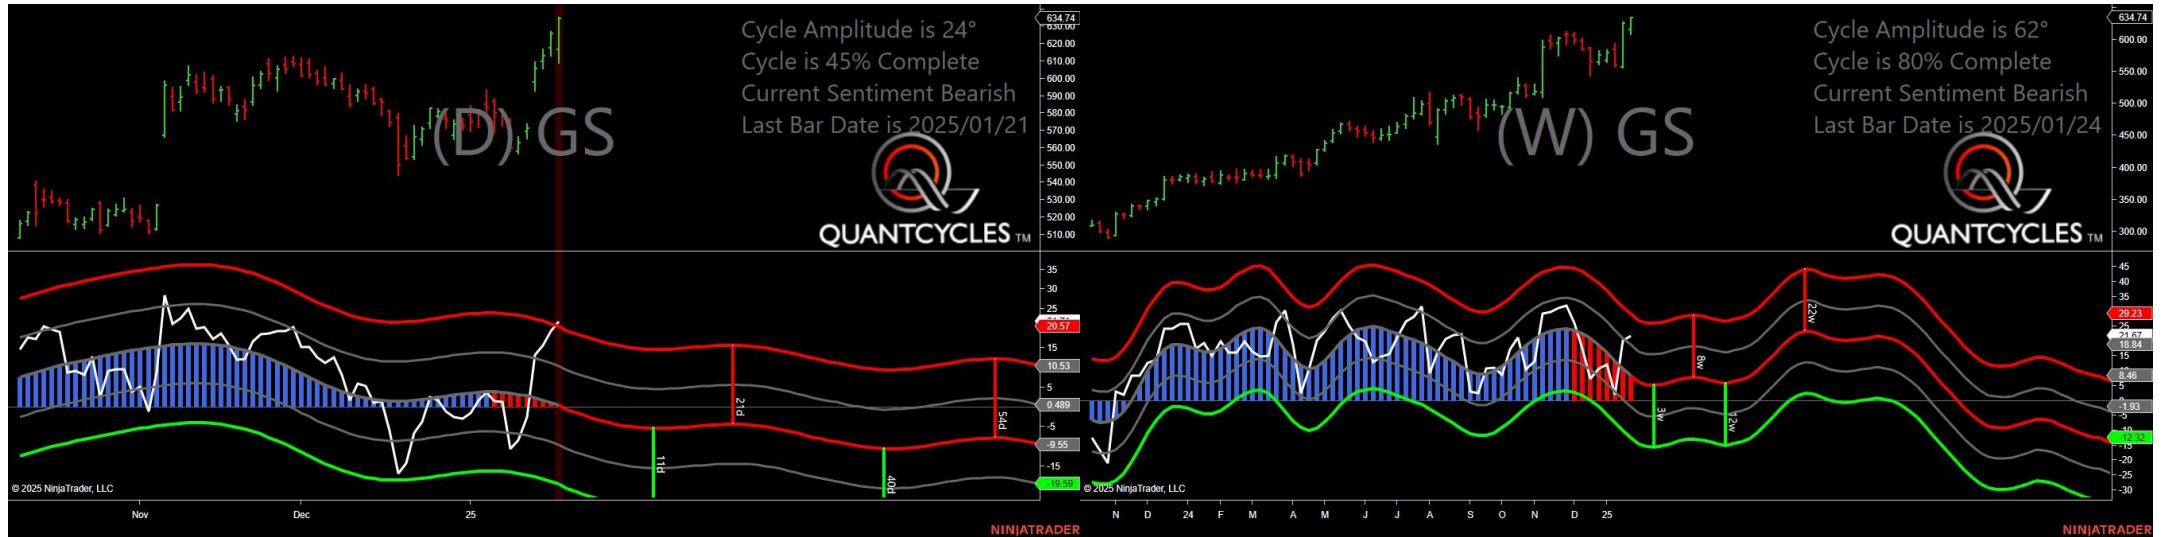 Cycle Amplitude is 24°
Cycle is 45% Complete
Current Sentiment Bearish
Last Bar Date is 2025/01/21
(D) GS
QUANTCYCLES TM
634.74
620.00
610.00
600.00
590.00
580.00
570.00
560.00
550.00
540.00
530.00
520.00
510.00
35
30
25
20.57
15
10.53
5
0.489
-5
-9.55
-15
-19.59
11d
21d
40d
54d
© 2025 NinjaTrader, LLC
Nov
Dec
25
NINJATRADER
Cycle Amplitude is 62°
Cycle is 80% Complete
Current Sentiment Bearish
Last Bar Date is 2025/01/24
(W) GS
QUANTCYCLES TM
634.74
600.00
550.00
500.00
450.00
400.00
350.00
300.00
45
40
35
29.23
25
21.67
18.84
15
8.46
5
-1.93
-5
-12.32
-15
-20
-25
-30
3w
8w
12w
22w
© 2025 NinjaTrader, LLC
N D 24 F M A M J J A S O N D 25
NINJATRADER